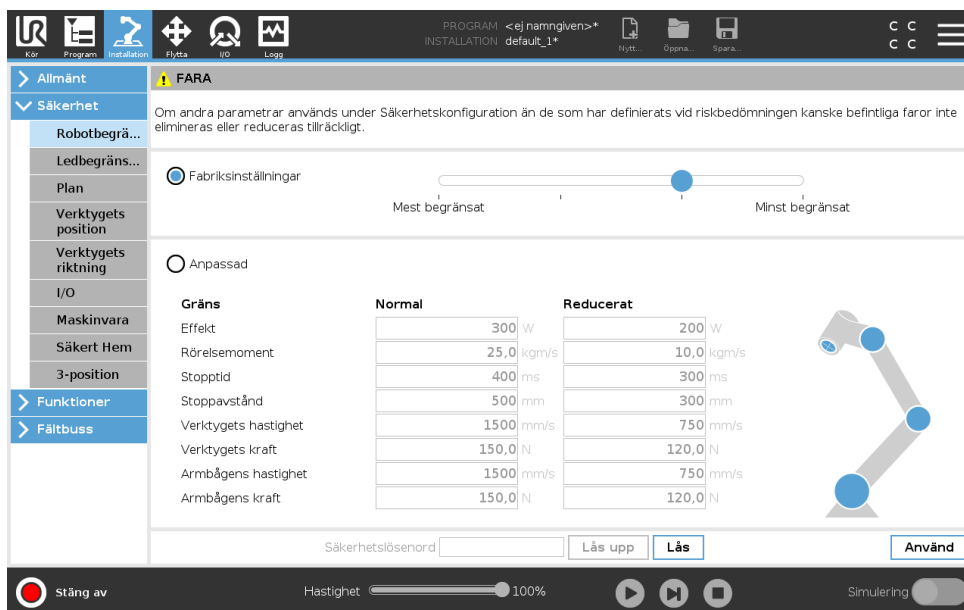 PROGRAM <ej namngiven>*
INSTALLATION default_1*
UR
Kör
Program
Installation
Flytta
I/O
Logg
Nytt...
Öppna...
Spara...
C C
C C
Allmänt
Säkerhet
Robotbegrä...
Ledbegräns...
Plan
Verktygets
position
Verktygets
riktning
I/O
Maskinvara
Säkert Hem
3-position
Funktioner
Fältbuss
FARA
Om andra parametrar används under Säkerhetskonfiguration än de som har definierats vid riskbedömningen kanske befintliga faror inte
elimineras eller reduceras tillräckligt.
Fabriksinställningar
Mest begränsat
Minst begränsat
Anpassad
Gräns Normal Reducerat
Effekt 300 W 200 W
Rörelsemoment 25,0 kgm/s 10,0 kgm/s
Stopptid 400 ms 300 ms
Stoppavstånd 500 mm 300 mm
Verktygets hastighet 1500 mm/s 750 mm/s
Verktygets kraft 150,0 N 120,0 N
Armbågens hastighet 1500 mm/s 750 mm/s
Armbågens kraft 150,0 N 120,0 N
Säkerhetslösenord Lås upp Lås Använd
Stäng av Hastighet 100% Simulering